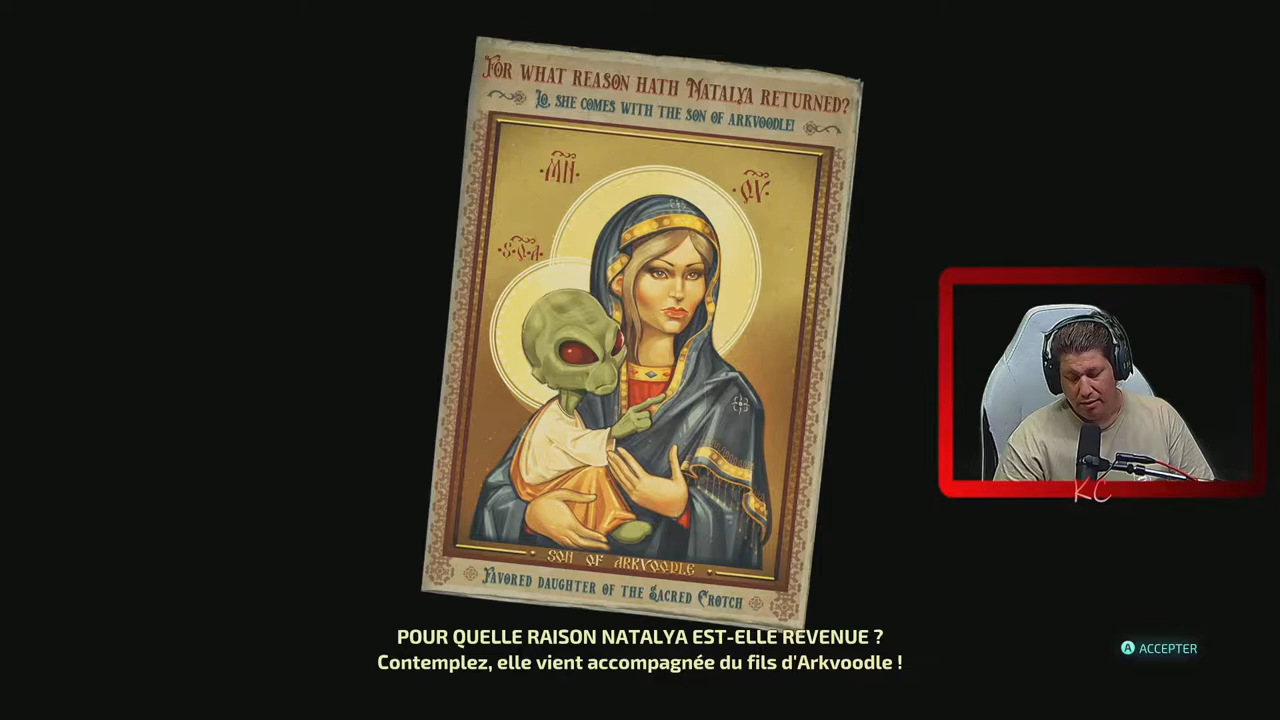 FOR WHAT REASON HATH NATALYA RETURNED?
LO, SHE COMES WITH THE SON OF ARKVOODLE!
·MN·
·QV·
·S·Q·A·
· SON OF ARKVOODLE ·
FAVORED DAUGHTER OF THE SACRED CROTCH
KC
POUR QUELLE RAISON NATALYA EST-ELLE REVENUE ?
Contemplez, elle vient accompagnée du fils d'Arkvoodle !
A ACCEPTER